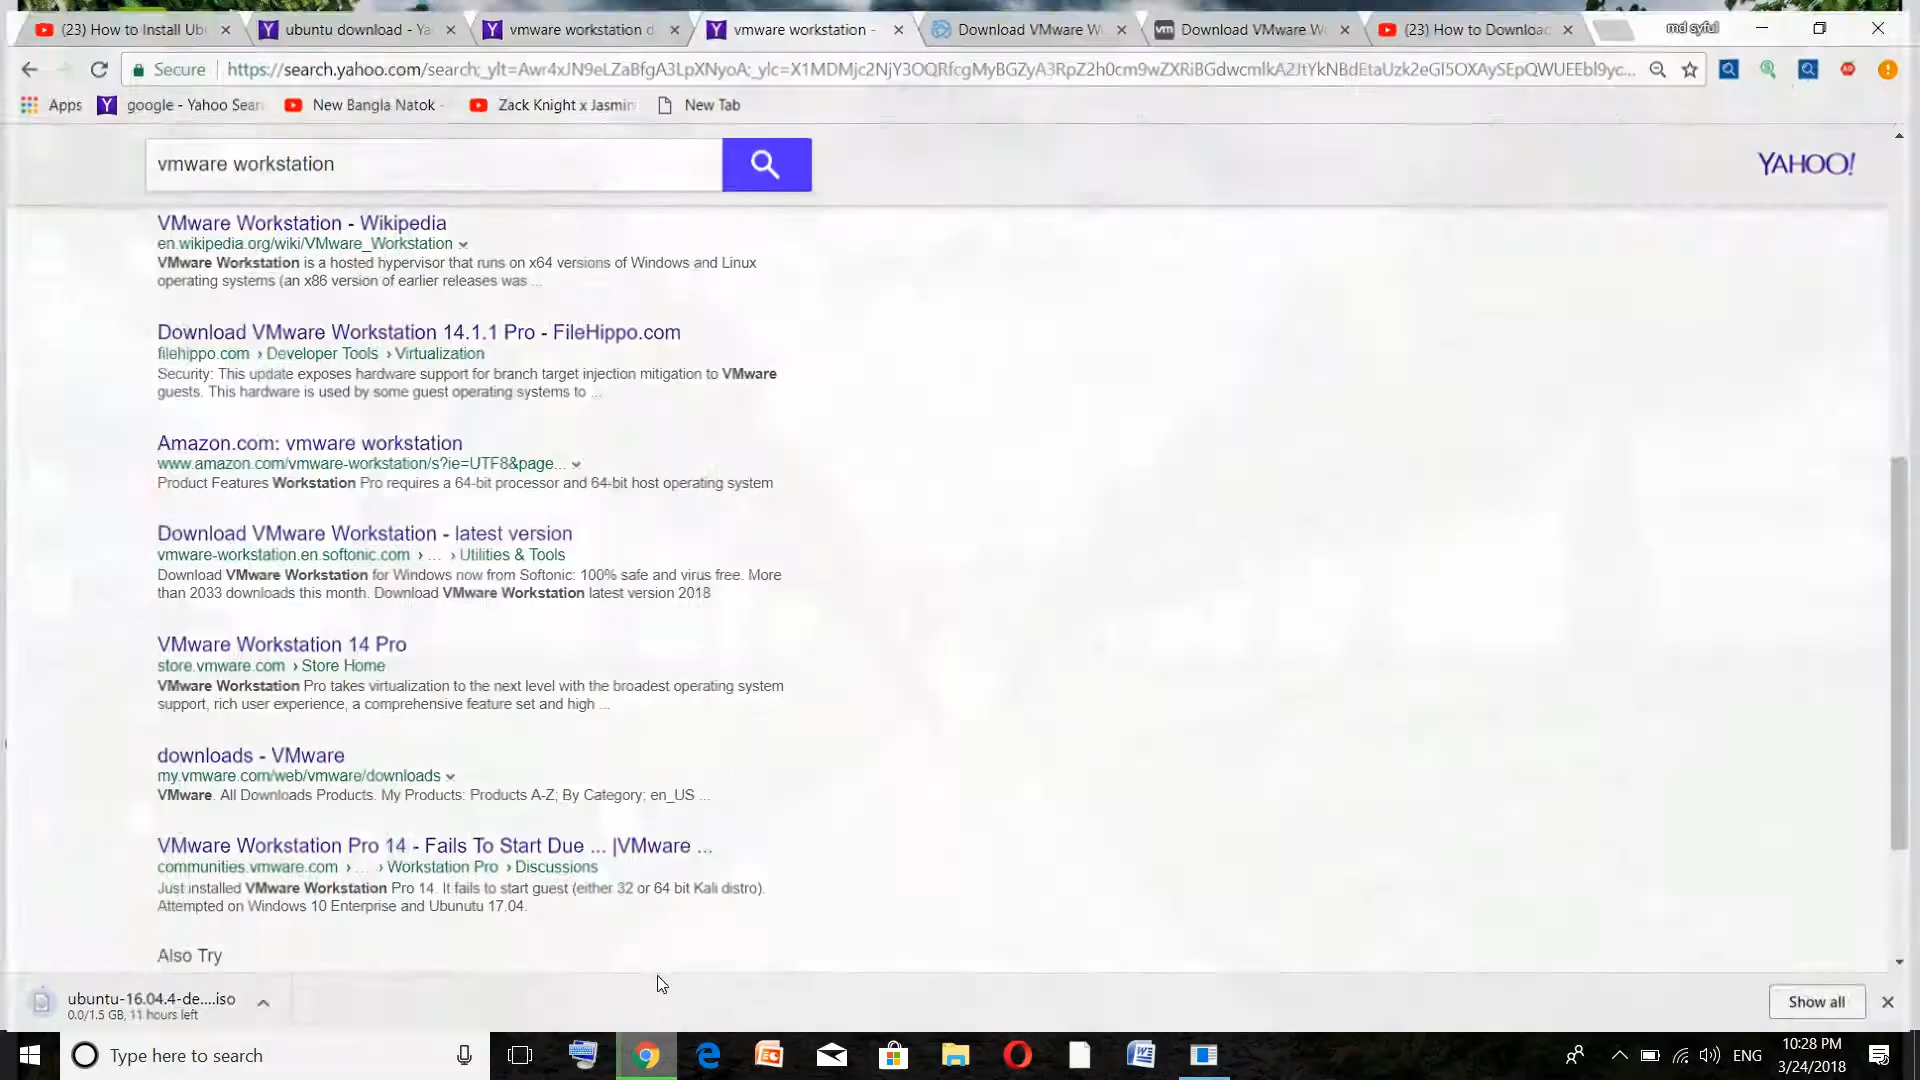 (23) How to Install Ub
ubuntu download - Ya
vmware workstation d
vmware workstation -
Download VMware W
Download VMware Wo
(23) How to Download
md syful
Secure
https://search.yahoo.com/search;_ylt=
Apps
google - Yahoo Sear
New Bangla Natok -
Zack Knight x Jasmin
New Tab
vmware workstation
YAHOO!
VMware Workstation - Wikipedia
en.wikipedia.org/wiki/VMware_Workstation
VMware Workstation is a hosted hypervisor that runs on x64 versions of Windows and Linux
operating systems (an x86 version of earlier releases was ...
Download VMware Workstation 14.1.1 Pro - FileHippo.com
filehippo.com › Developer Tools › Virtualization
Security: This update exposes hardware support for branch target injection mitigation to VMware
guests. This hardware is used by some guest operating systems to ...
Amazon.com: vmware workstation
www.amazon.com/vmware-workstation/s?ie=UTF8&page...
Product Features Workstation Pro requires a 64-bit processor and 64-bit host operating system
Download VMware Workstation - latest version
vmware-workstation.en.softonic.com › ... › Utilities & Tools
Download VMware Workstation for Windows now from Softonic: 100% safe and virus free. More
than 2033 downloads this month. Download VMware Workstation latest version 2018
VMware Workstation 14 Pro
store.vmware.com › Store Home
VMware Workstation Pro takes virtualization to the next level with the broadest operating system
support, rich user experience, a comprehensive feature set and high ...
downloads - VMware
my.vmware.com/web/vmware/downloads
VMware. All Downloads Products. My Products: Products A-Z; By Category; en_US ...
VMware Workstation Pro 14 - Fails To Start Due ... |VMware ...
communities.vmware.com › ... › Workstation Pro › Discussions
Just installed VMware Workstation Pro 14. It fails to start guest (either 32 or 64 bit Kali distro).
Attempted on Windows 10 Enterprise and Ubunutu 17.04.
Also Try
ubuntu-16.04.4-de....iso
0.0/1.5 GB, 11 hours left
Show all
Type here to search
ENG
10:28 PM
3/24/2018